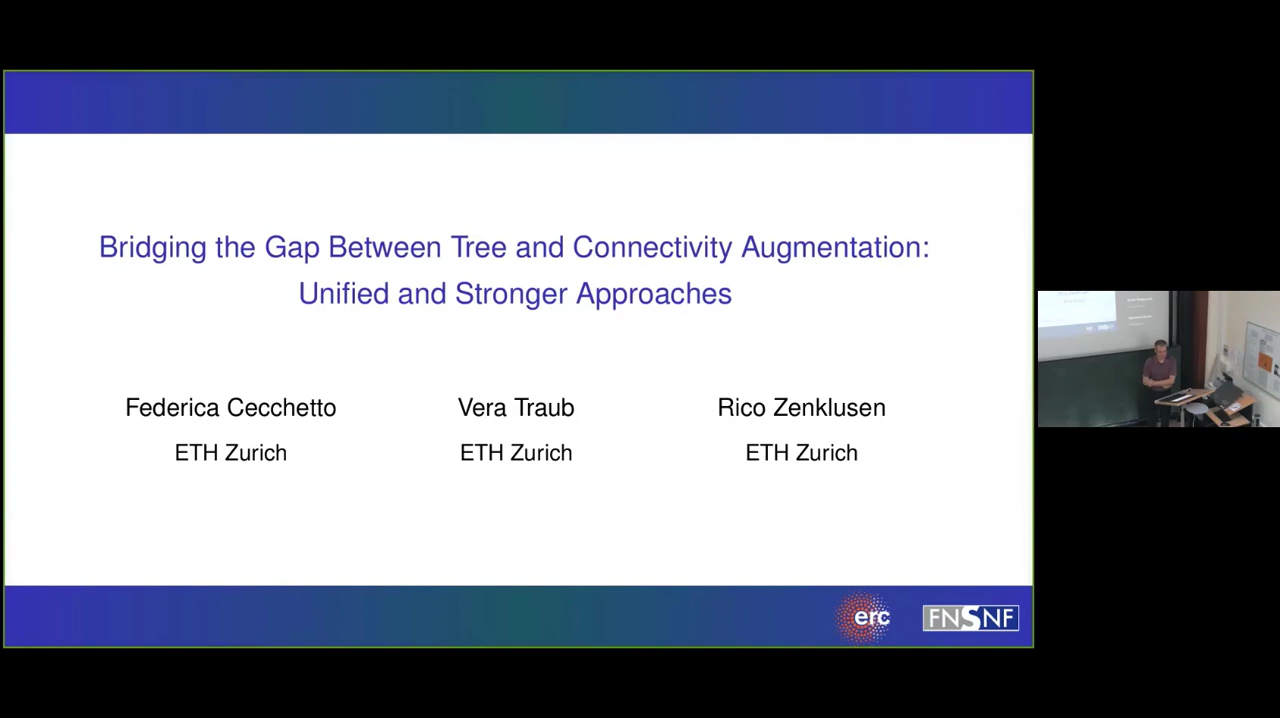 Bridging the Gap Between Tree and Connectivity Augmentation:
Unified and Stronger Approaches
Federica Cecchetto Vera Traub Rico Zenklusen
ETH Zurich ETH Zurich ETH Zurich
erc FNSNF